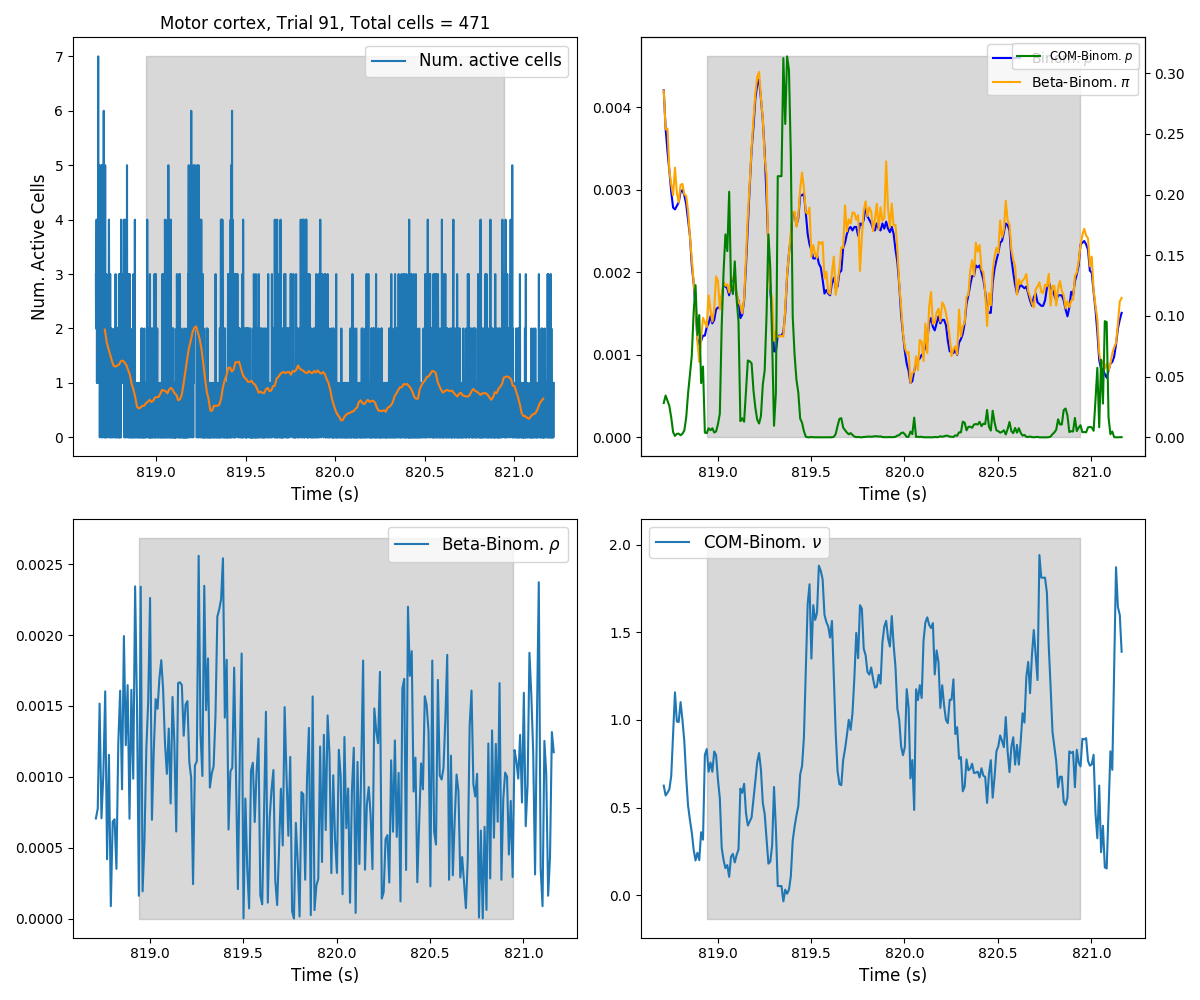 Motor cortex, Trial 91, Total cells = 471
Num. active cells
7
6
5
4
3
2
1
0
Num. Active Cells
819.0 819.5 820.0 820.5 821.0
Time (s)
COM-Binom. p
Beta-Binom. π
0.004
0.003
0.002
0.001
0.000
0.30
0.25
0.20
0.15
0.10
0.05
0.00
819.0 819.5 820.0 820.5 821.0
Time (s)
Beta-Binom. ρ
0.0025
0.0020
0.0015
0.0010
0.0005
0.0000
819.0 819.5 820.0 820.5 821.0
Time (s)
COM-Binom. ν
2.0
1.5
1.0
0.5
0.0
819.0 819.5 820.0 820.5 821.0
Time (s)